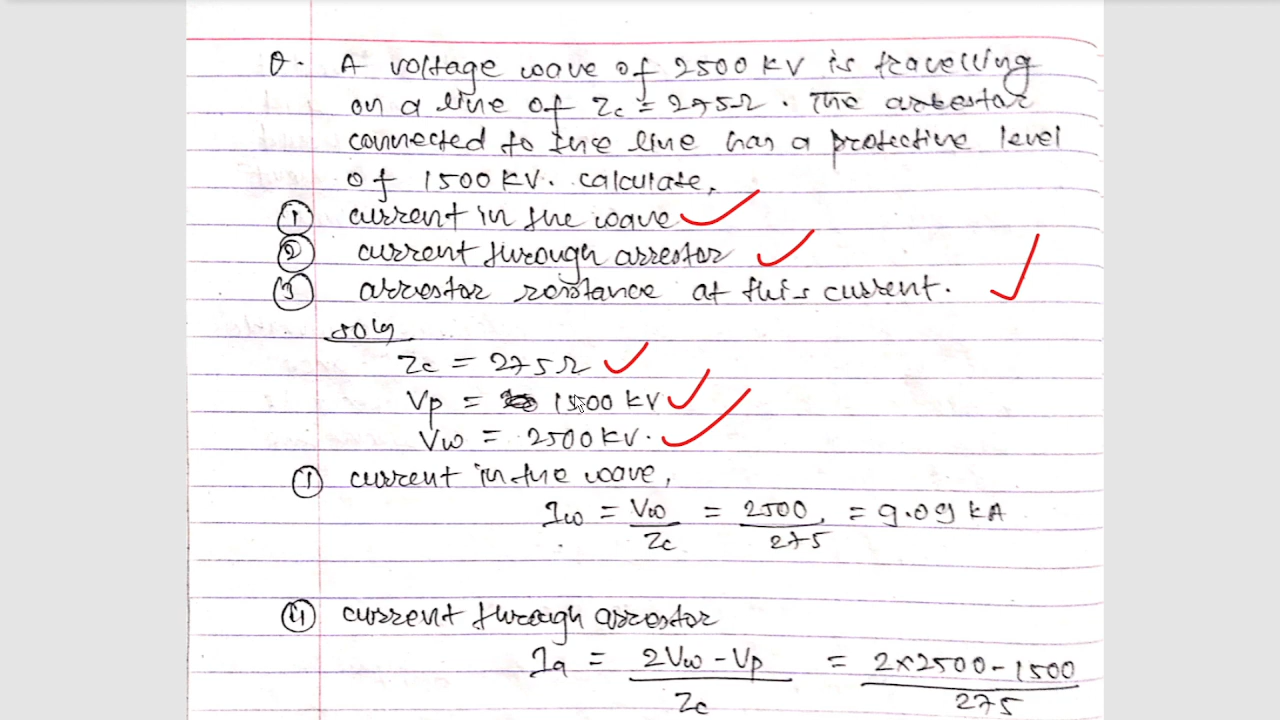 Q. A voltage wave of 2500 KV is travelling
on a line of Zc = 275Ω. The arrestor
connected to the line has a protective level
of 1500 KV. calculate,
① current in the wave
② current through arrestor
③ arrestor resistance at this current.
soln
Zc = 275Ω
Vp = 1500 KV
Vw = 2500 KV.
① current in the wave,
Iw = Vw/Zc = 2500/275 = 9.09 KA
② current through arrestor
Ia = 2Vw - Vp/Zc = 2×2500-1500/275